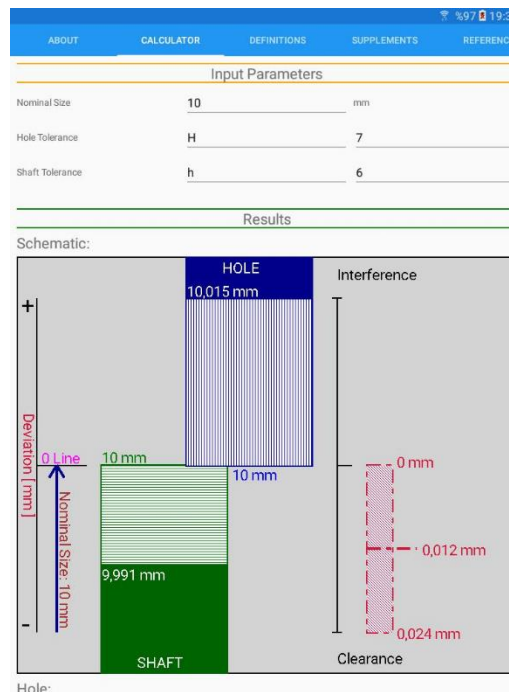 %97 19:3
ABOUT CALCULATOR DEFINITIONS SUPPLEMENTS REFERENC
Input Parameters
Nominal Size 10 mm
Hole Tolerance H 7
Shaft Tolerance h 6
Results
Schematic:
HOLE
10,015 mm
Interference
+
Deviation [mm]
0 Line
10 mm
10 mm
0 mm
Nominal Size: 10 mm
0,012 mm
9,991 mm
-
0,024 mm
SHAFT
Clearance
Hole: